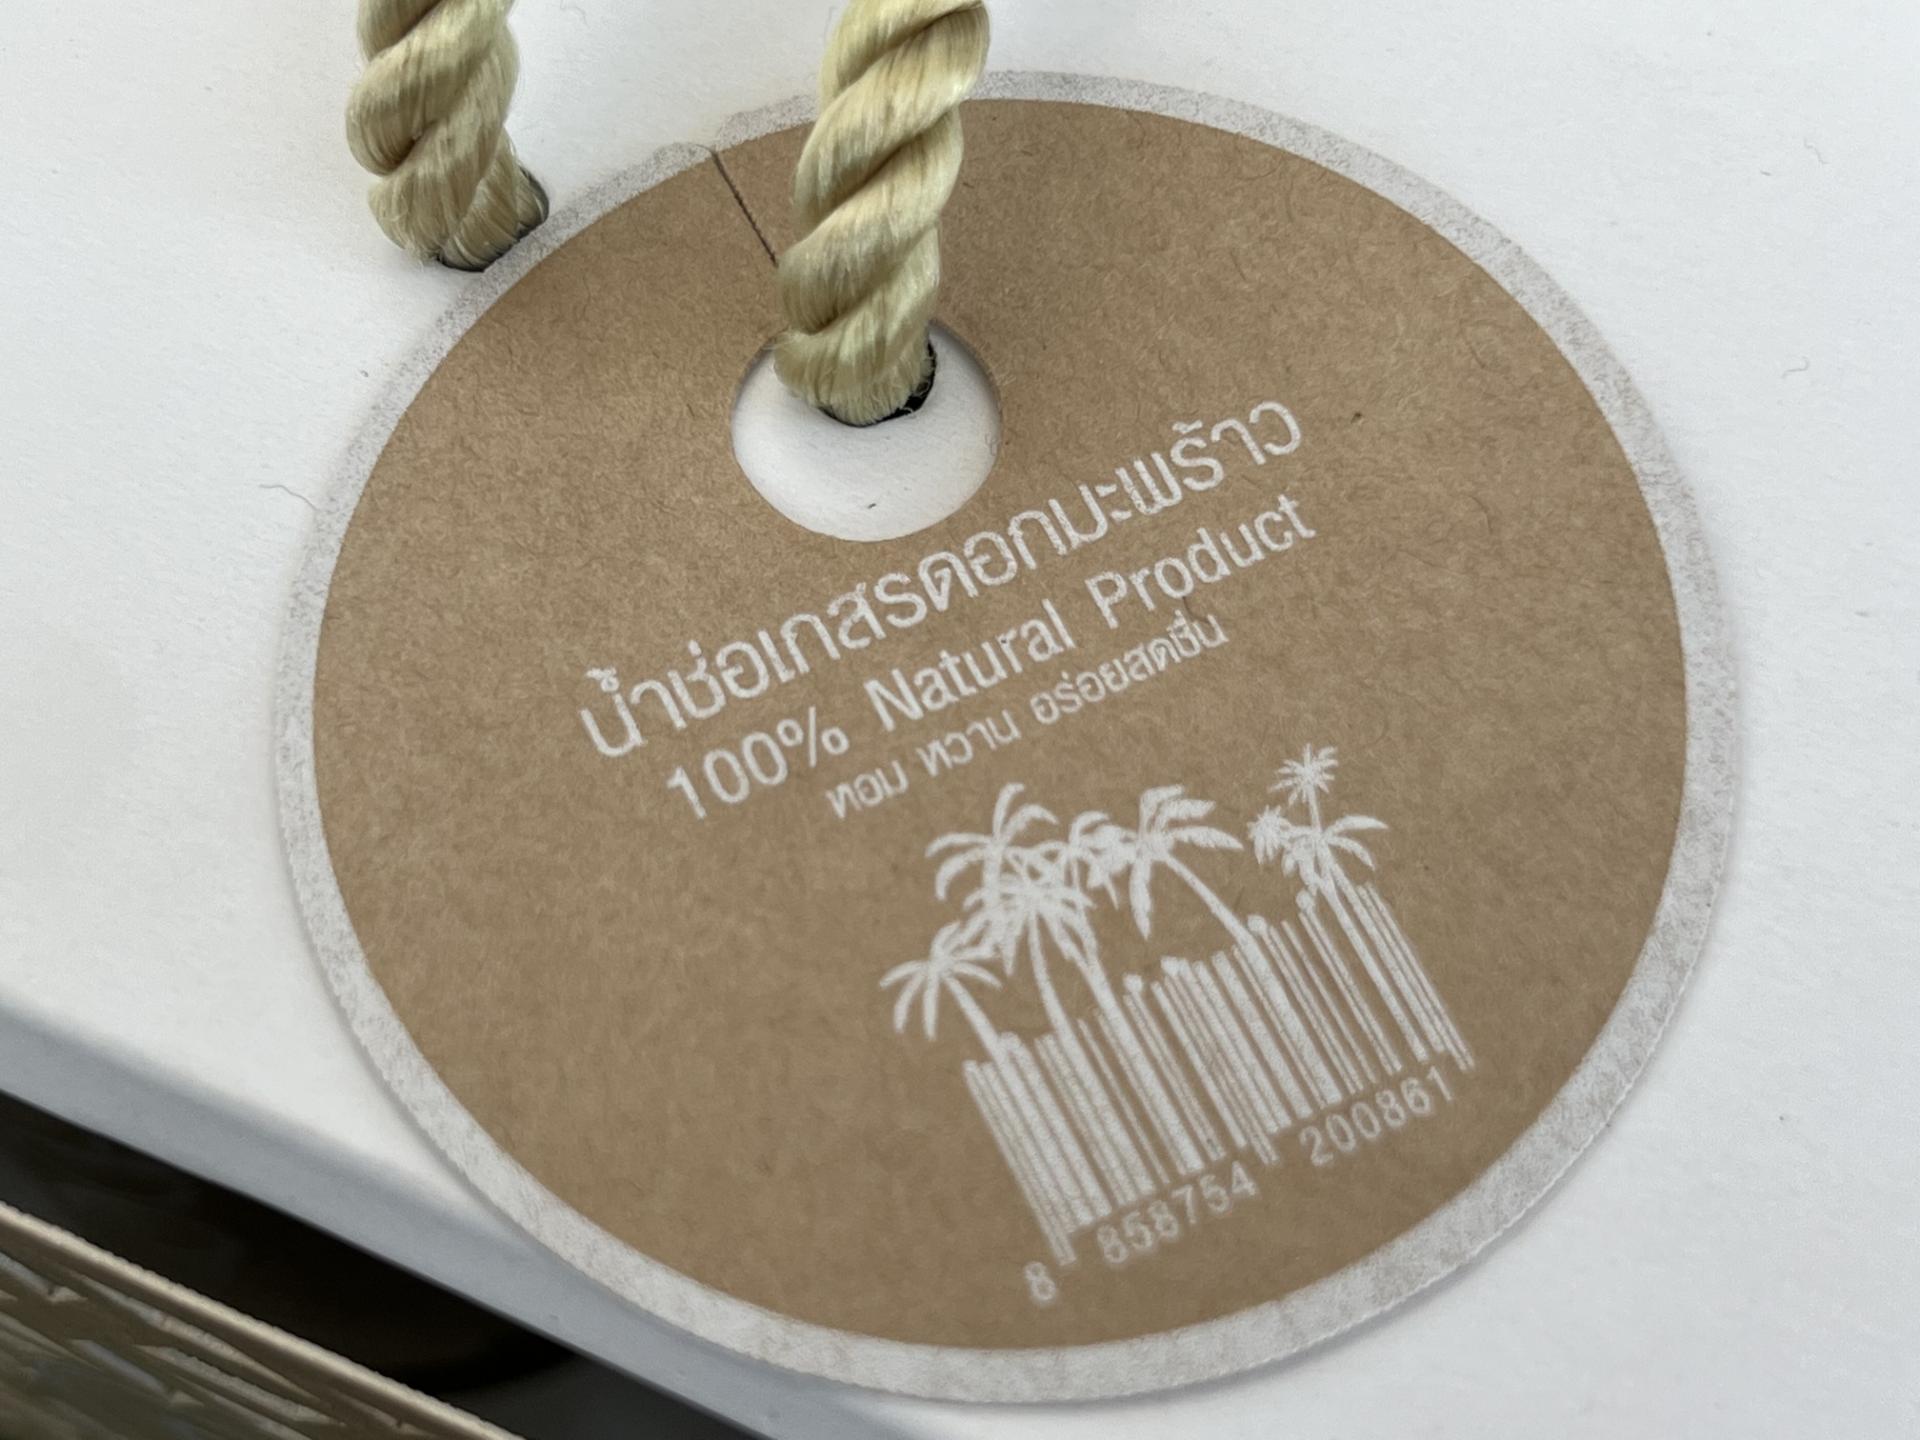 น้ำช่อเกสรดอกมะพร้าว
100% Natural Product
หอม หวาน อร่อยสดชื่น
8 858754 200861